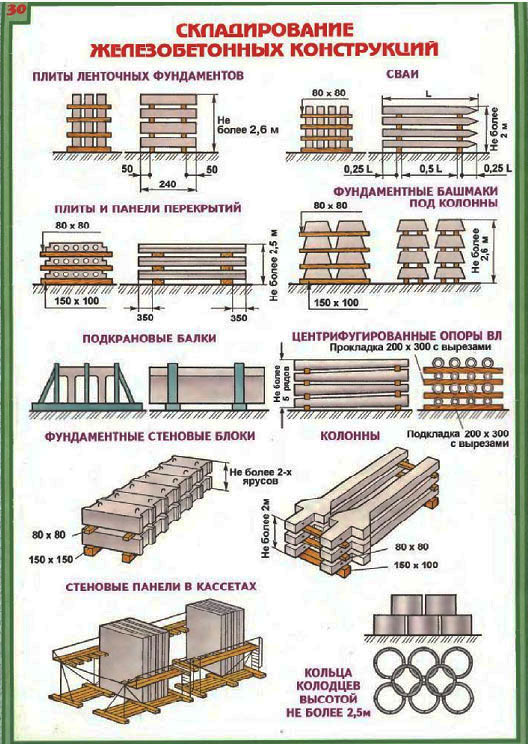 30
СКЛАДИРОВАНИЕ
ЖЕЛЕЗОБЕТОННЫХ КОНСТРУКЦИЙ
ПЛИТЫ ЛЕНТОЧНЫХ ФУНДАМЕНТОВ
Не
более 2,6 м
50
50
240
СВАИ
80 x 80
L
Не более
2 м
0,25 L
0,5 L
0,25 L
ПЛИТЫ И ПАНЕЛИ ПЕРЕКРЫТИЙ
80 x 80
Не более 2,5 м
150 x 100
350
350
ФУНДАМЕНТНЫЕ БАШМАКИ
ПОД КОЛОННЫ
80 x 80
Не более
2,6 м
150 x 100
ПОДКРАНОВЫЕ БАЛКИ
ЦЕНТРИФУГИРОВАННЫЕ ОПОРЫ ВЛ
Прокладка 200 x 300 с вырезами
Не более
5 рядов
Подкладка 200 x 300
с вырезами
ФУНДАМЕНТНЫЕ СТЕНОВЫЕ БЛОКИ
Не более 2-х
ярусов
80 x 80
150 x 150
КОЛОННЫ
Не более 2м
80 x 80
150 x 100
СТЕНОВЫЕ ПАНЕЛИ В КАССЕТАХ
КОЛЬЦА
КОЛОДЦЕВ
ВЫСОТОЙ
НЕ БОЛЕЕ 2,5м